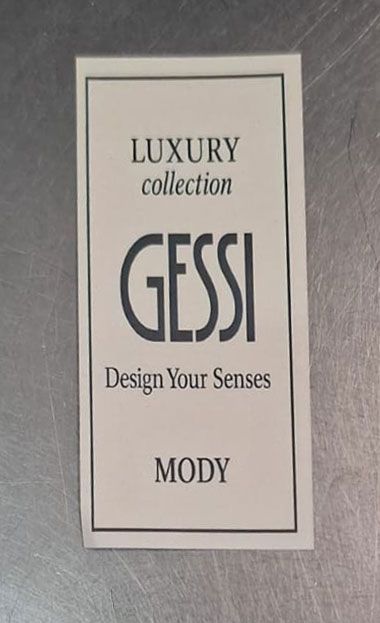 LUXURY
collection
GESSI
Design Your Senses
MODY